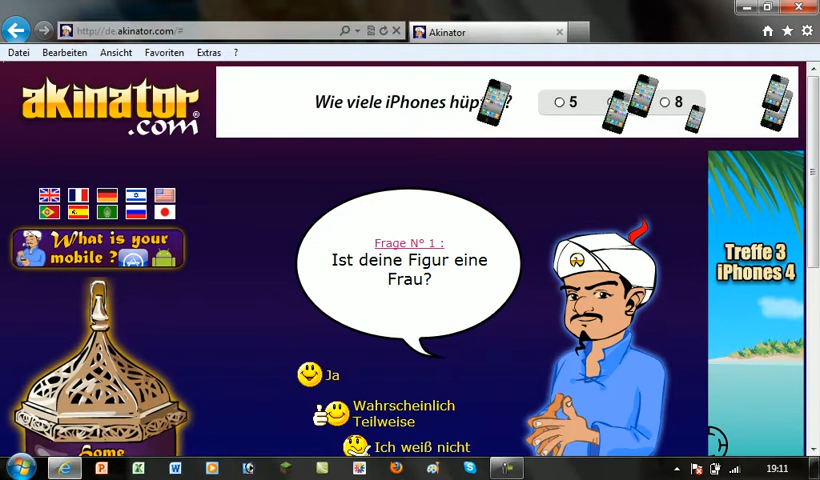 http://de.akinator.com/#
Akinator
Datei Bearbeiten Ansicht Favoriten Extras ?
akinator®
.com
Wie viele iPhones hüp ?
5
8
What is your
mobile ?
Frage N° 1 :
Ist deine Figur eine
Frau?
Treffe 3
iPhones 4
Ja
Wahrscheinlich
Teilweise
Ich weiß nicht
Home
19:11